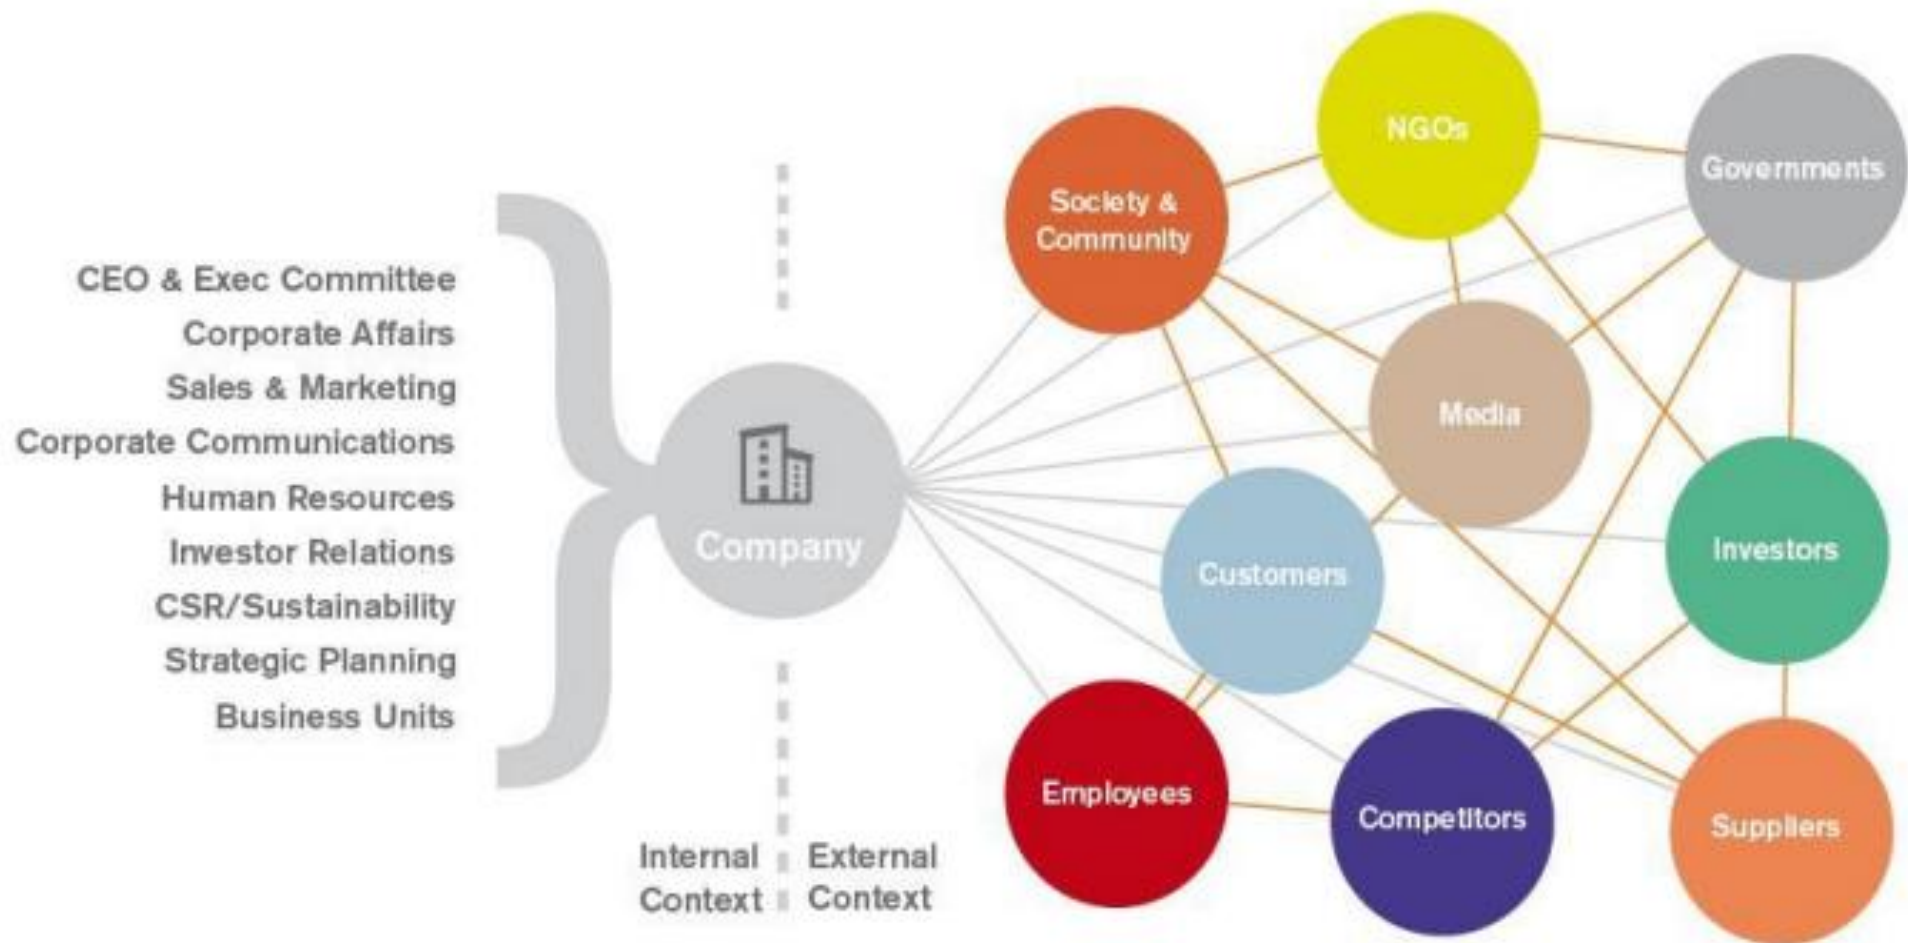 CEO & Exec Committee
Corporate Affairs
Sales & Marketing
Corporate Communications
Human Resources
Investor Relations
CSR/Sustainability
Strategic Planning
Business Units
Company
Internal
Context
External
Context
Society &
Community
NGOs
Governments
Media
Customers
Investors
Employees
Competitors
Suppliers